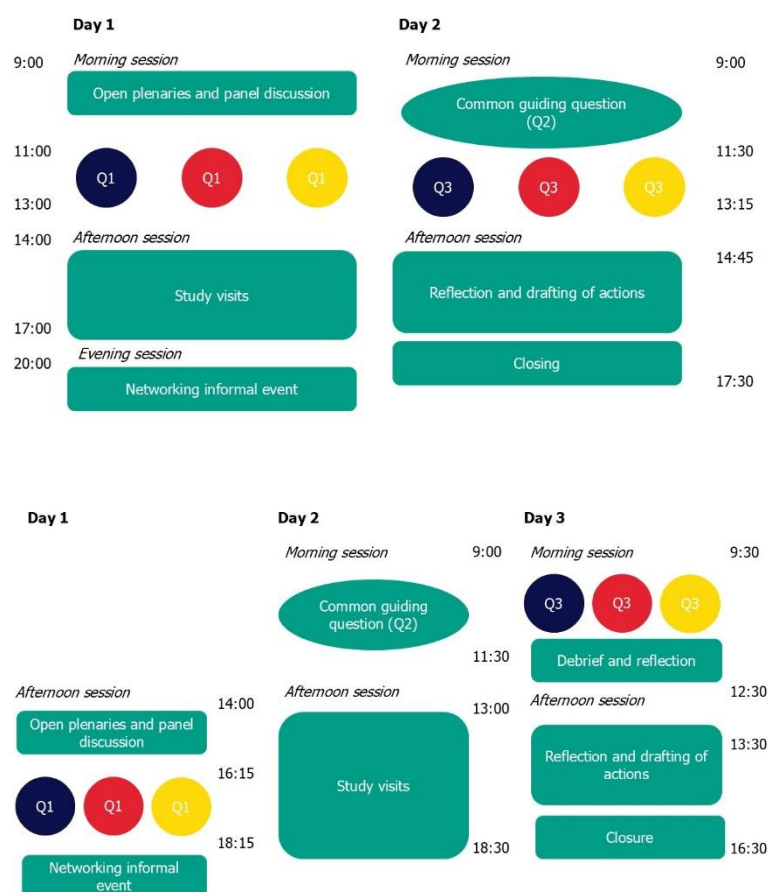 Day 1
Day 2
Morning session
Morning session
9:00
9:00
Open plenaries and panel discussion
Common guiding question
(Q2)
11:00
11:30
Q1
Q1
Q1
Q3
Q3
Q3
13:00
13:15
14:00
Afternoon session
Afternoon session
14:45
Study visits
Reflection and drafting of actions
17:00
20:00
Evening session
Closing
Networking informal event
17:30
Day 1
Day 2
Day 3
Morning session
9:00
Morning session
9:30
Common guiding
question (Q2)
Q3
Q3
Q3
11:30
Debrief and reflection
12:30
Afternoon session
14:00
Afternoon session
13:00
Afternoon session
Open plenaries and panel
discussion
Reflection and drafting of
actions
13:30
16:15
Study visits
Q1
Q1
Q1
18:15
18:30
Closure
16:30
Networking informal
event